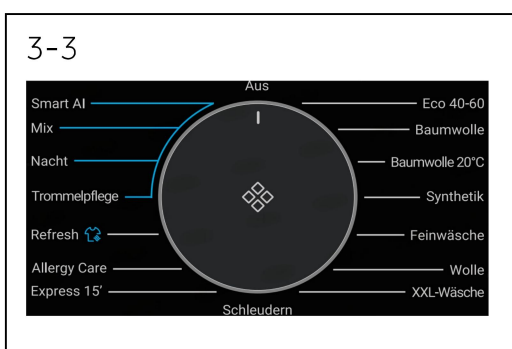 3-3
Aus
Smart AI
Mix
Nacht
Trommelpflege
Refresh
Allergy Care
Express 15'
Eco 40-60
Baumwolle
Baumwolle 20°C
Synthetik
Feinwäsche
Wolle
XXL-Wäsche
Schleudern